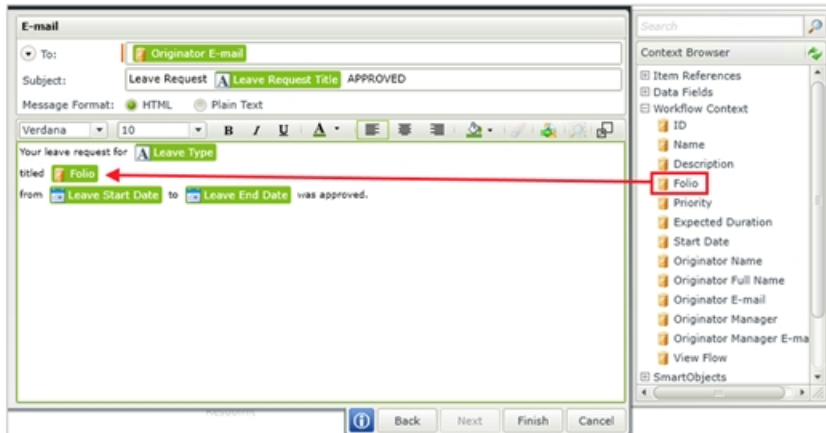 E-mail
To: Originator E-mail
Subject: Leave Request Leave Request Title APPROVED
Message Format: HTML Plain Text
Verdana 10 B I U A
Your leave request for A Leave Type
titled Folio
from Leave Start Date to Leave End Date was approved.
Back Next Finish Cancel
Search
Context Browser
Item References
Data Fields
Workflow Context
ID
Name
Description
Folio
Priority
Expected Duration
Start Date
Originator Name
Originator Full Name
Originator E-mail
Originator Manager
Originator Manager E-ma
View Flow
SmartObjects